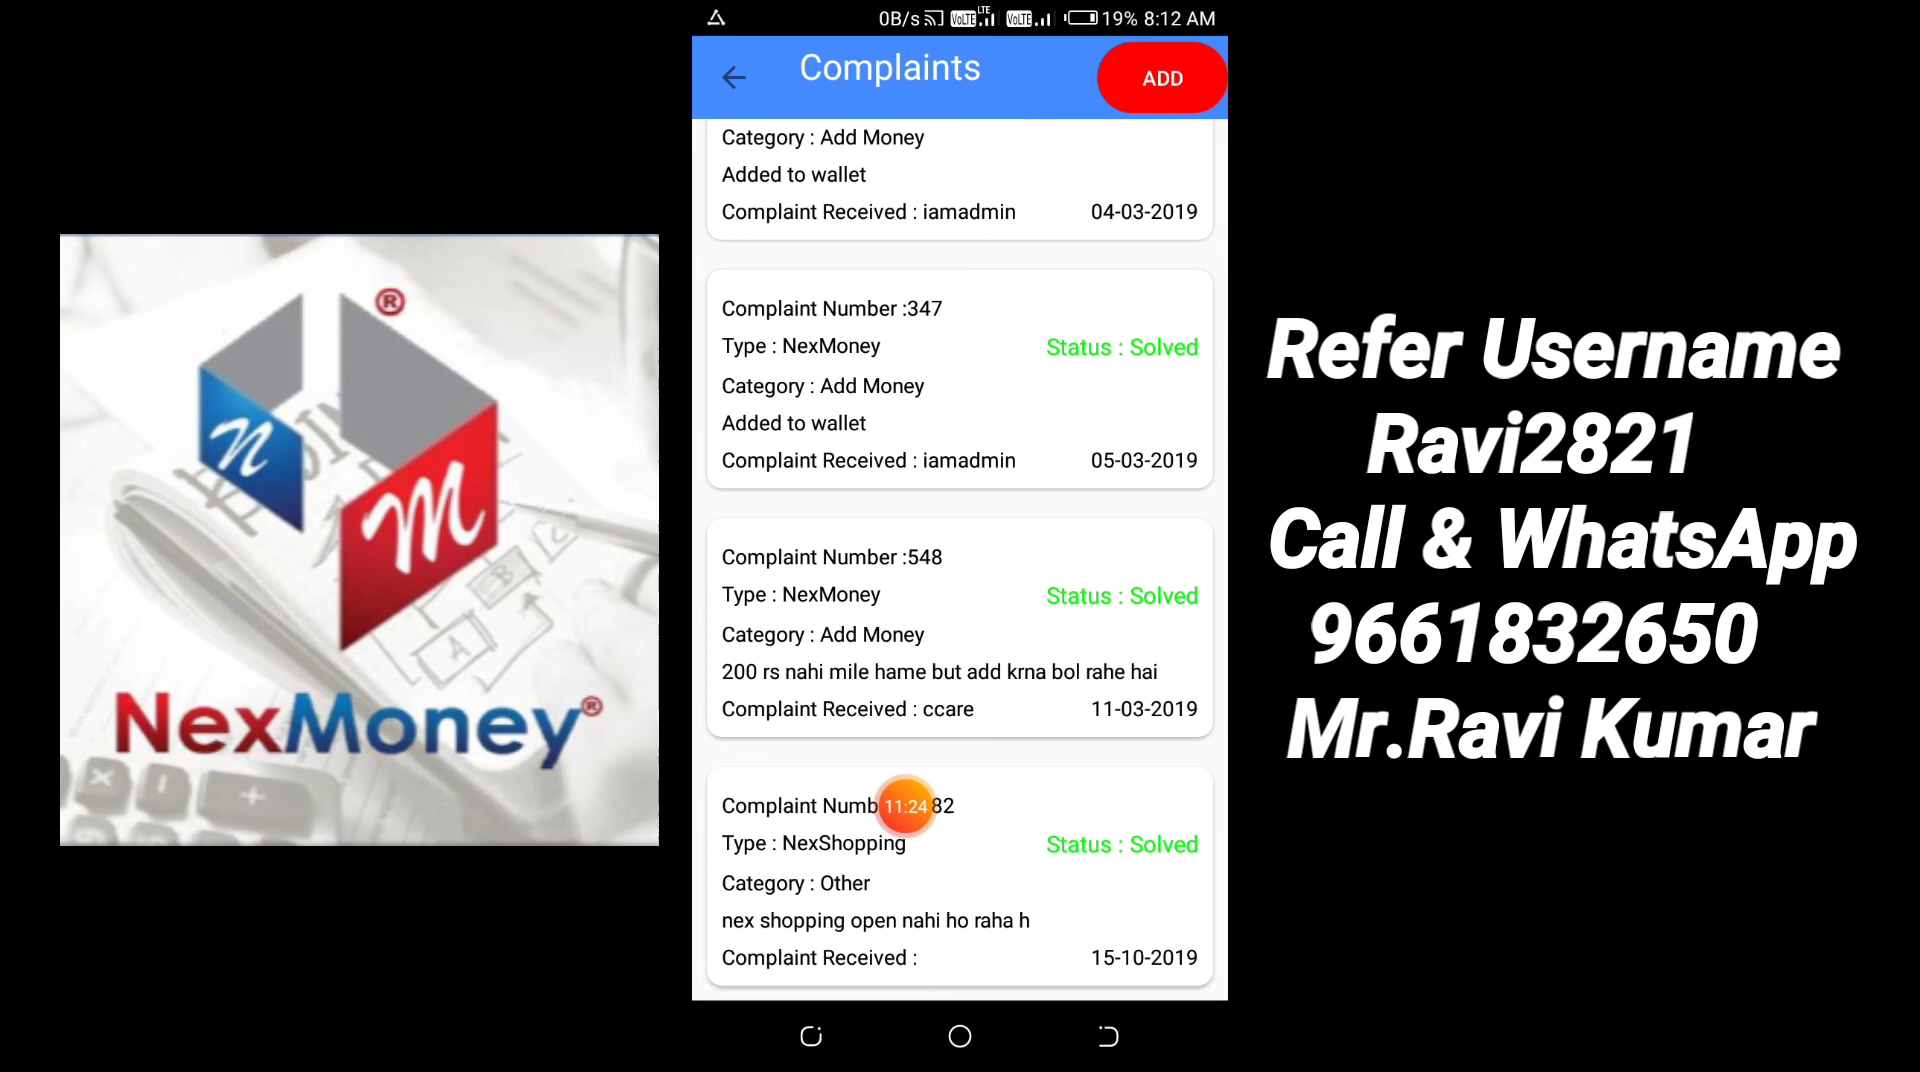 0B/s VoLTE LTE VoLTE 19% 8:12 AM
Complaints
ADD
Category : Add Money
Added to wallet
Complaint Received : iamadmin 04-03-2019
Complaint Number :347
Type : NexMoney Status : Solved
Category : Add Money
Added to wallet
Complaint Received : iamadmin 05-03-2019
Complaint Number :548
Type : NexMoney Status : Solved
Category : Add Money
200 rs nahi mile hame but add krna bol rahe hai
Complaint Received : ccare 11-03-2019
Complaint 82
11:24
Type : NexShopping Status : Solved
Category : Other
nex shopping open nahi ho raha h
Complaint Received : 15-10-2019
®
n
M
A
B
C
NexMoney®
Refer Username
Ravi2821
Call & WhatsApp
9661832650
Mr.Ravi Kumar